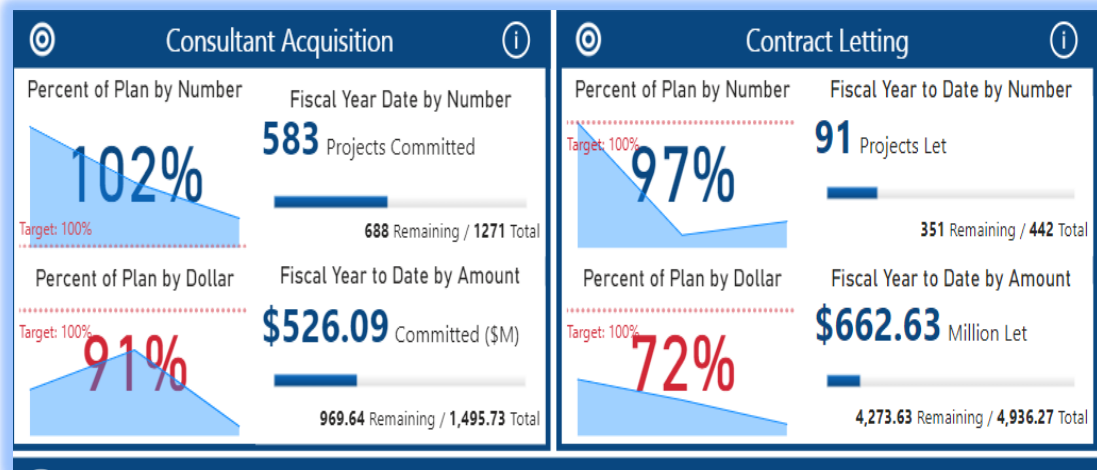 Consultant Acquisition
Percent of Plan by Number
102%
Target: 100%
Fiscal Year Date by Number
583 Projects Committed
688 Remaining / 1271 Total
Percent of Plan by Dollar
Target: 100%
91%
Fiscal Year to Date by Amount
$526.09 Committed ($M)
969.64 Remaining / 1,495.73 Total
Contract Letting
Percent of Plan by Number
Target: 100%
97%
Fiscal Year to Date by Number
91 Projects Let
351 Remaining / 442 Total
Percent of Plan by Dollar
Target: 100%
72%
Fiscal Year to Date by Amount
$662.63 Million Let
4,273.63 Remaining / 4,936.27 Total